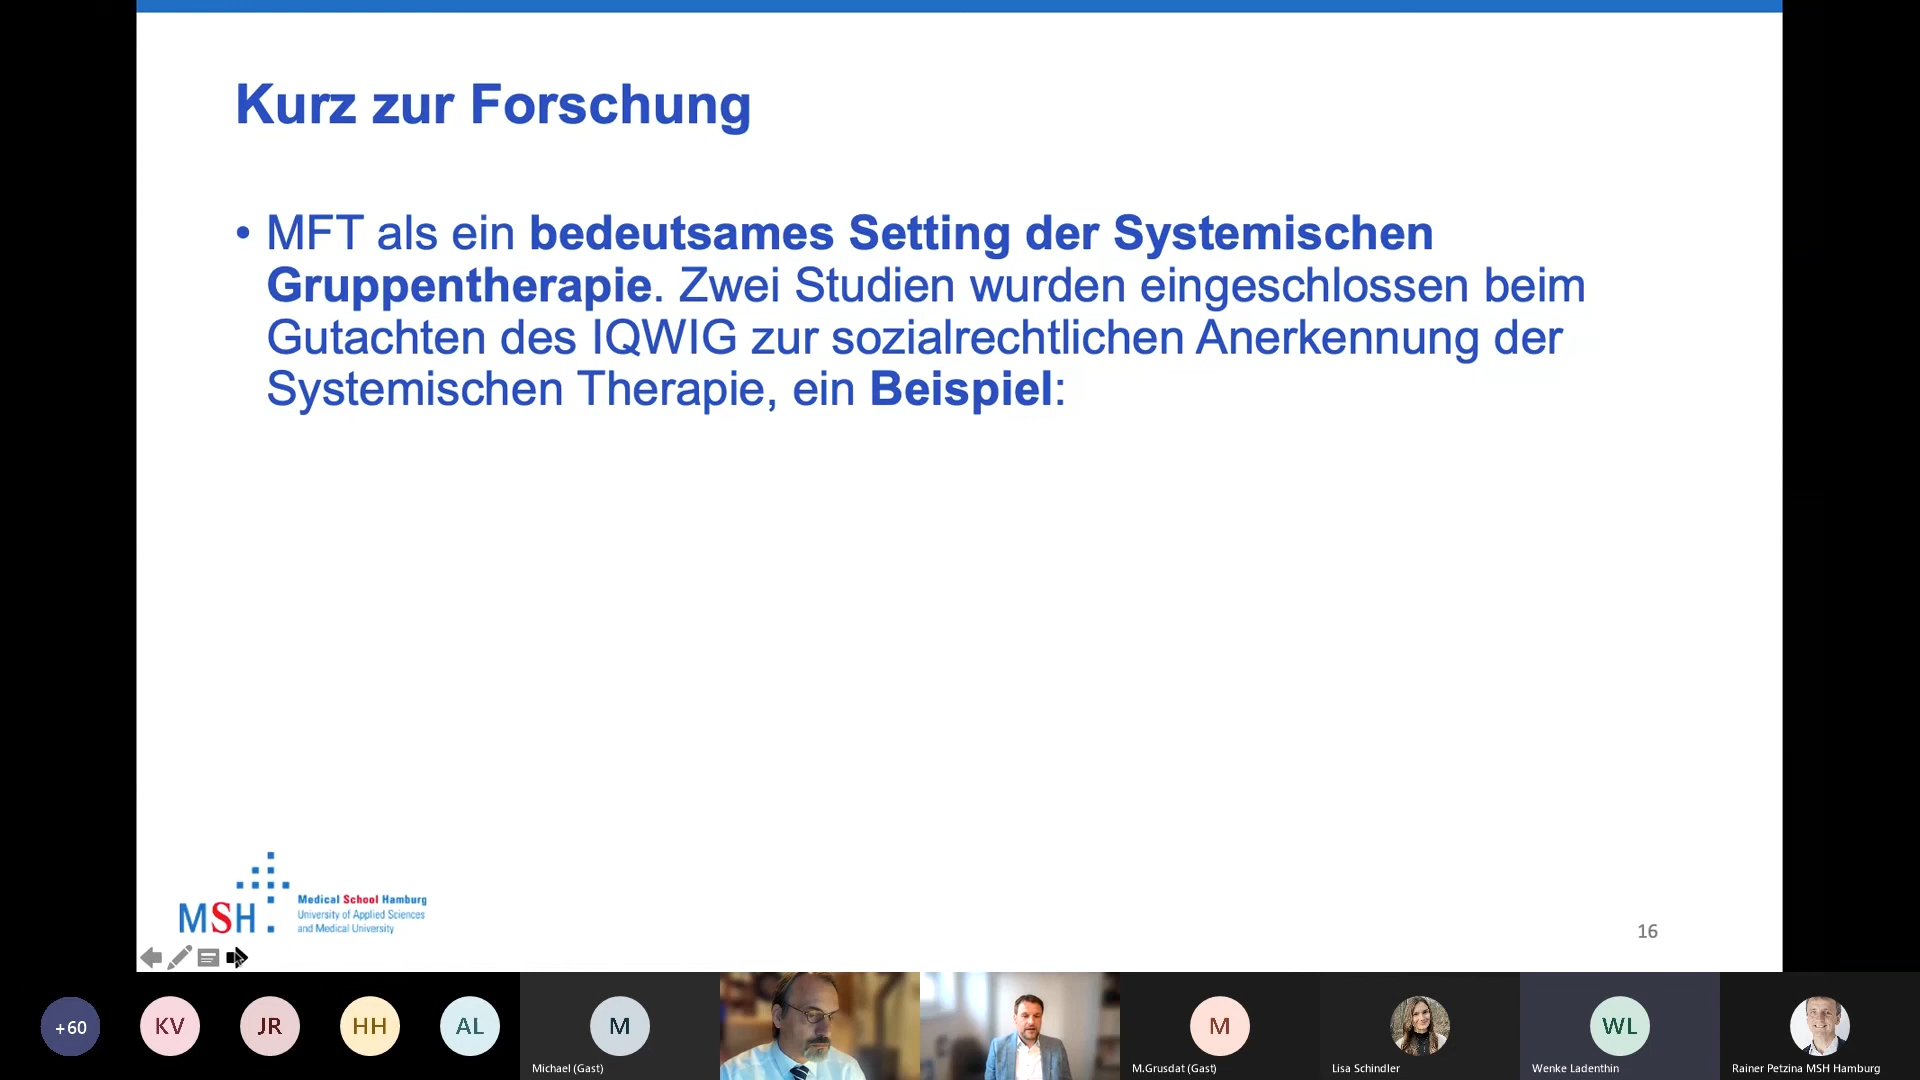 Kurz zur Forschung
• MFT als ein bedeutsames Setting der Systemischen
Gruppentherapie. Zwei Studien wurden eingeschlossen beim
Gutachten des IQWIG zur sozialrechtlichen Anerkennung der
Systemischen Therapie, ein Beispiel:
MSH
Medical School Hamburg
University of Applied Sciences
and Medical University
16
+60
KV
JR
HH
AL
M
Michael (Gast)
M
M.Grusdat (Gast)
Lisa Schindler
WL
Wenke Ladenthin
Rainer Petzina MSH Hamburg